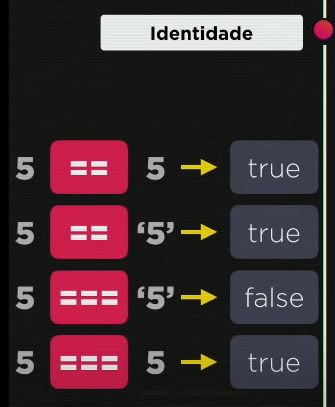 Identidade
5 == 5 → true
5 == ‘5’ → true
5 === ‘5’ → false
5 === 5 → true